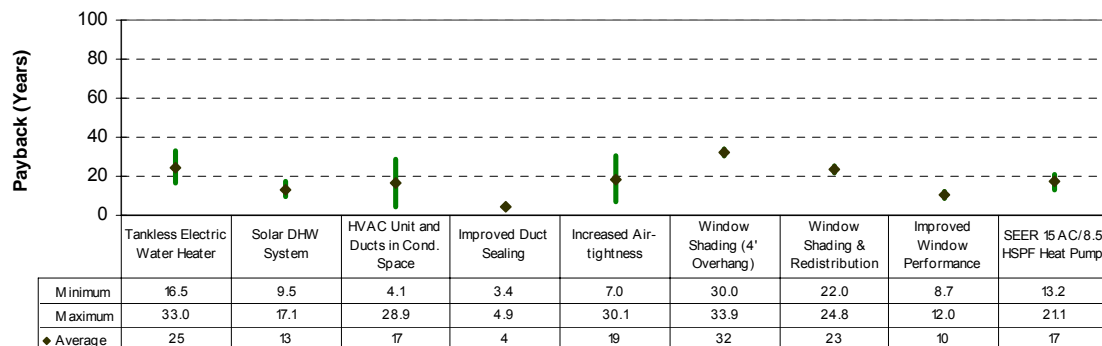 100
80
60
40
20
0
Payback (Years)
Tankless Electric Water Heater
Solar DHW System
HVAC Unit and Ducts in Cond. Space
Improved Duct Sealing
Increased Air-tightness
Window Shading (4' Overhang)
Window Shading & Redistribution
Improved Window Performance
SEER 15 AC/8.5 HSPF Heat Pump
Minimum 16.5 9.5 4.1 3.4 7.0 30.0 22.0 8.7 13.2
Maximum 33.0 17.1 28.9 4.9 30.1 33.9 24.8 12.0 21.1
Average 25 13 17 4 19 32 23 10 17